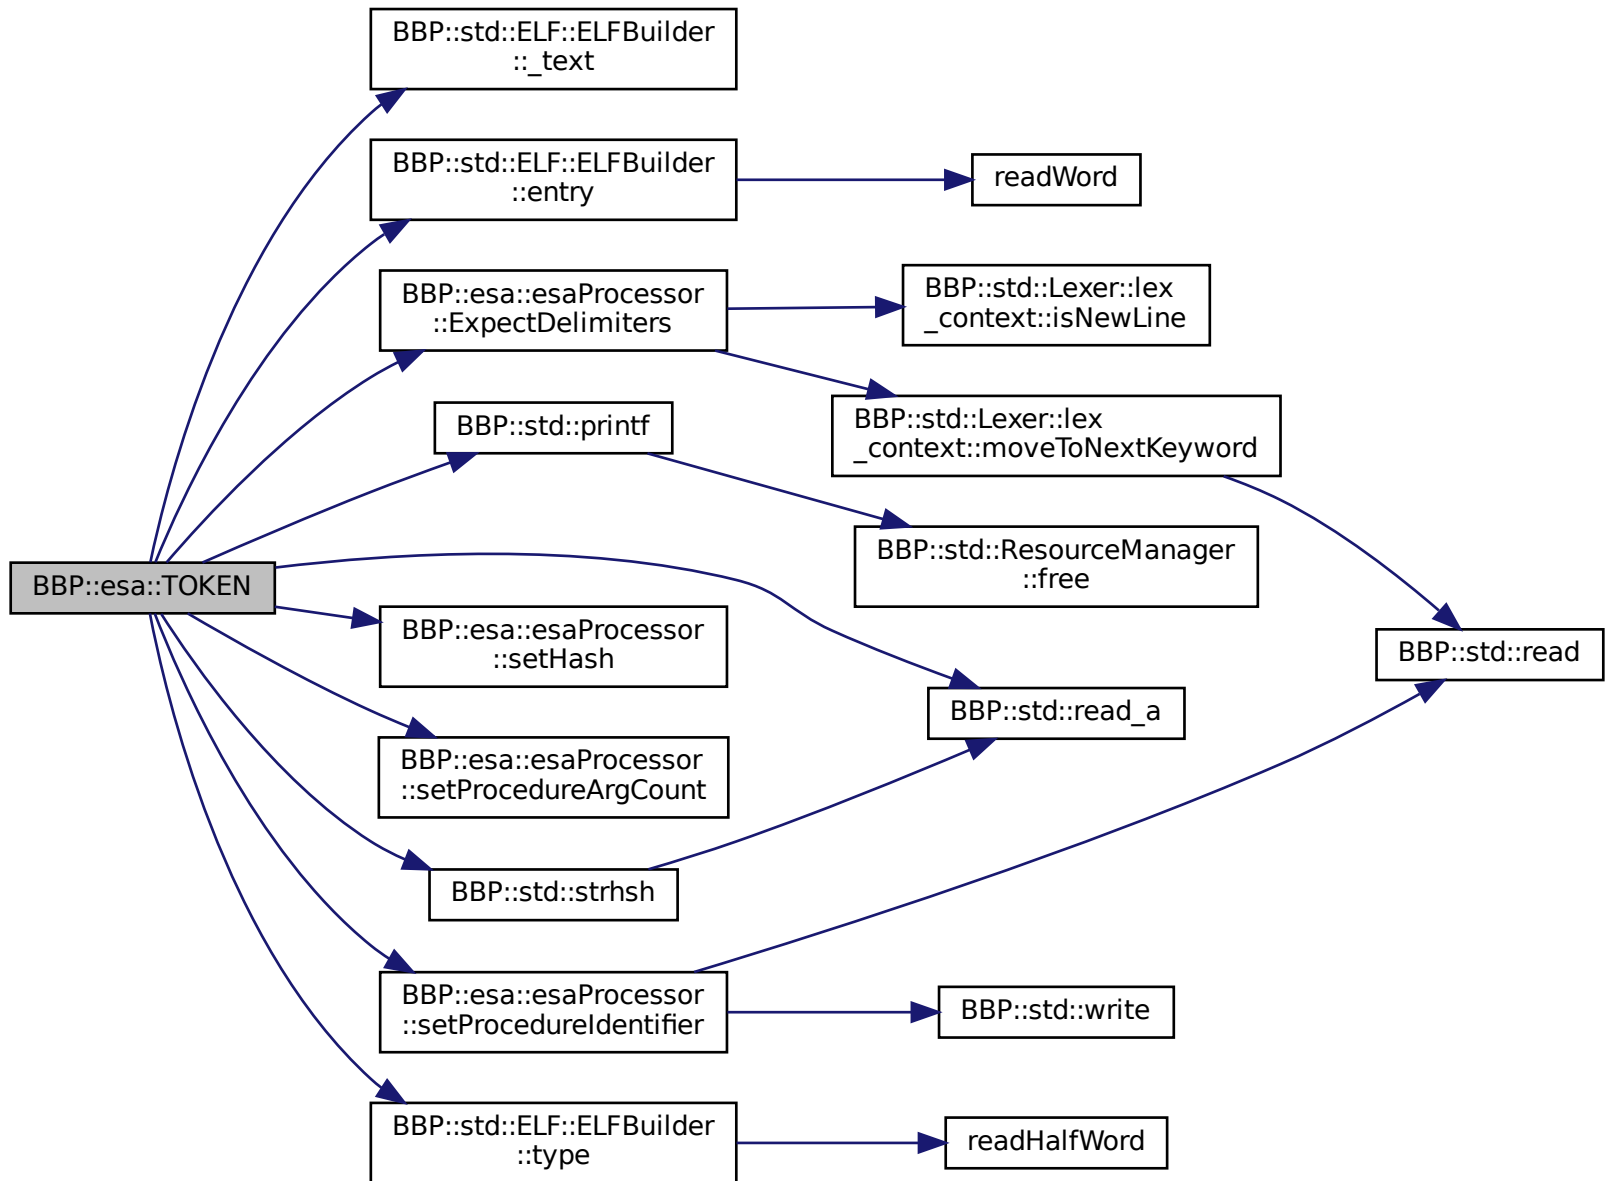 BBP::std::ELF::ELFBuilder
::_text
BBP::std::ELF::ELFBuilder
::entry
readWord
BBP::esa::esaProcessor
::ExpectDelimiters
BBP::std::Lexer::lex
_context::isNewLine
BBP::std::printf
BBP::std::Lexer::lex
_context::moveToNextKeyword
BBP::std::ResourceManager
::free
BBP::esa::TOKEN
BBP::esa::esaProcessor
::setHash
BBP::std::read
BBP::std::read_a
BBP::esa::esaProcessor
::setProcedureArgCount
BBP::std::strhsh
BBP::esa::esaProcessor
::setProcedureIdentifier
BBP::std::write
BBP::std::ELF::ELFBuilder
::type
readHalfWord